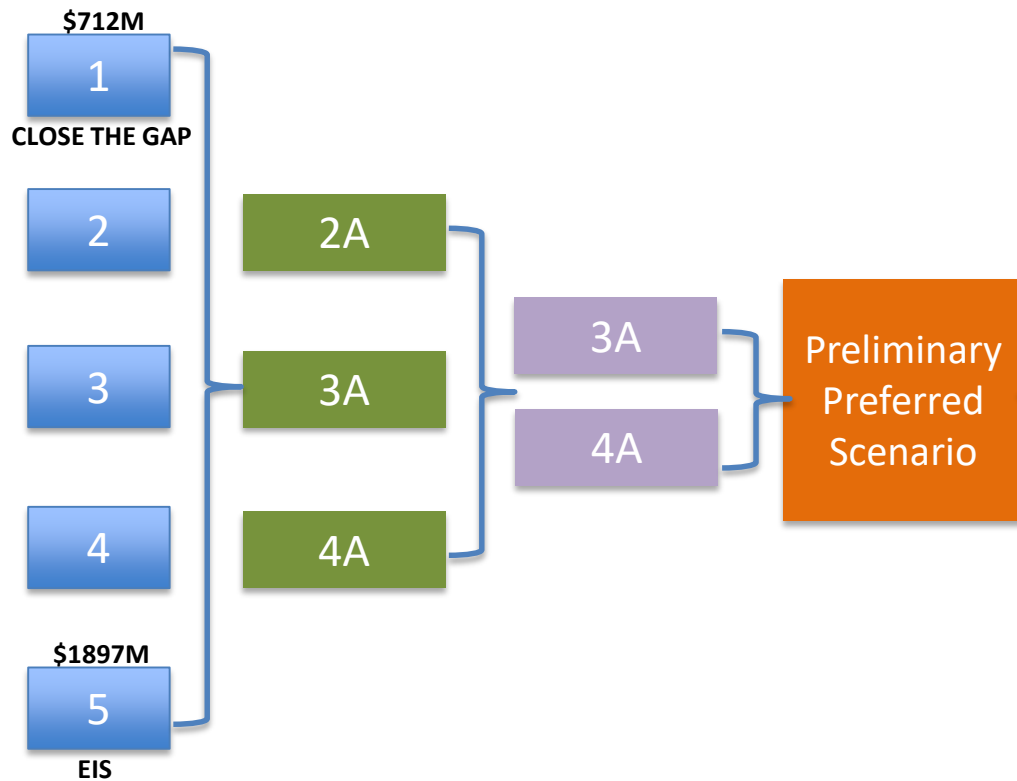 $712M
1
CLOSE THE GAP
2
3
4
$1897M
5
EIS
2A
3A
4A
3A
4A
Preliminary
Preferred
Scenario